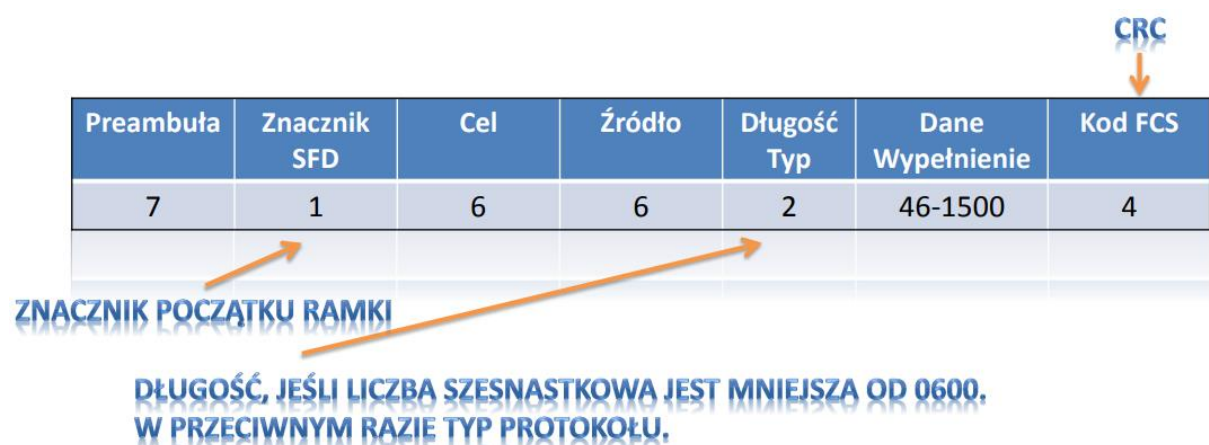 CRC
Preambuła Znacznik SFD Cel Źródło Długość Typ Dane Wypełnienie Kod FCS
7 1 6 6 2 46-1500 4
ZNACZNIK POCZĄTKU RAMKI
DŁUGOŚĆ, JEŚLI LICZBA SZESNASTKOWA JEST MNIEJSZA OD 0600.
W PRZECIWNYM RAZIE TYP PROTOKOŁU.